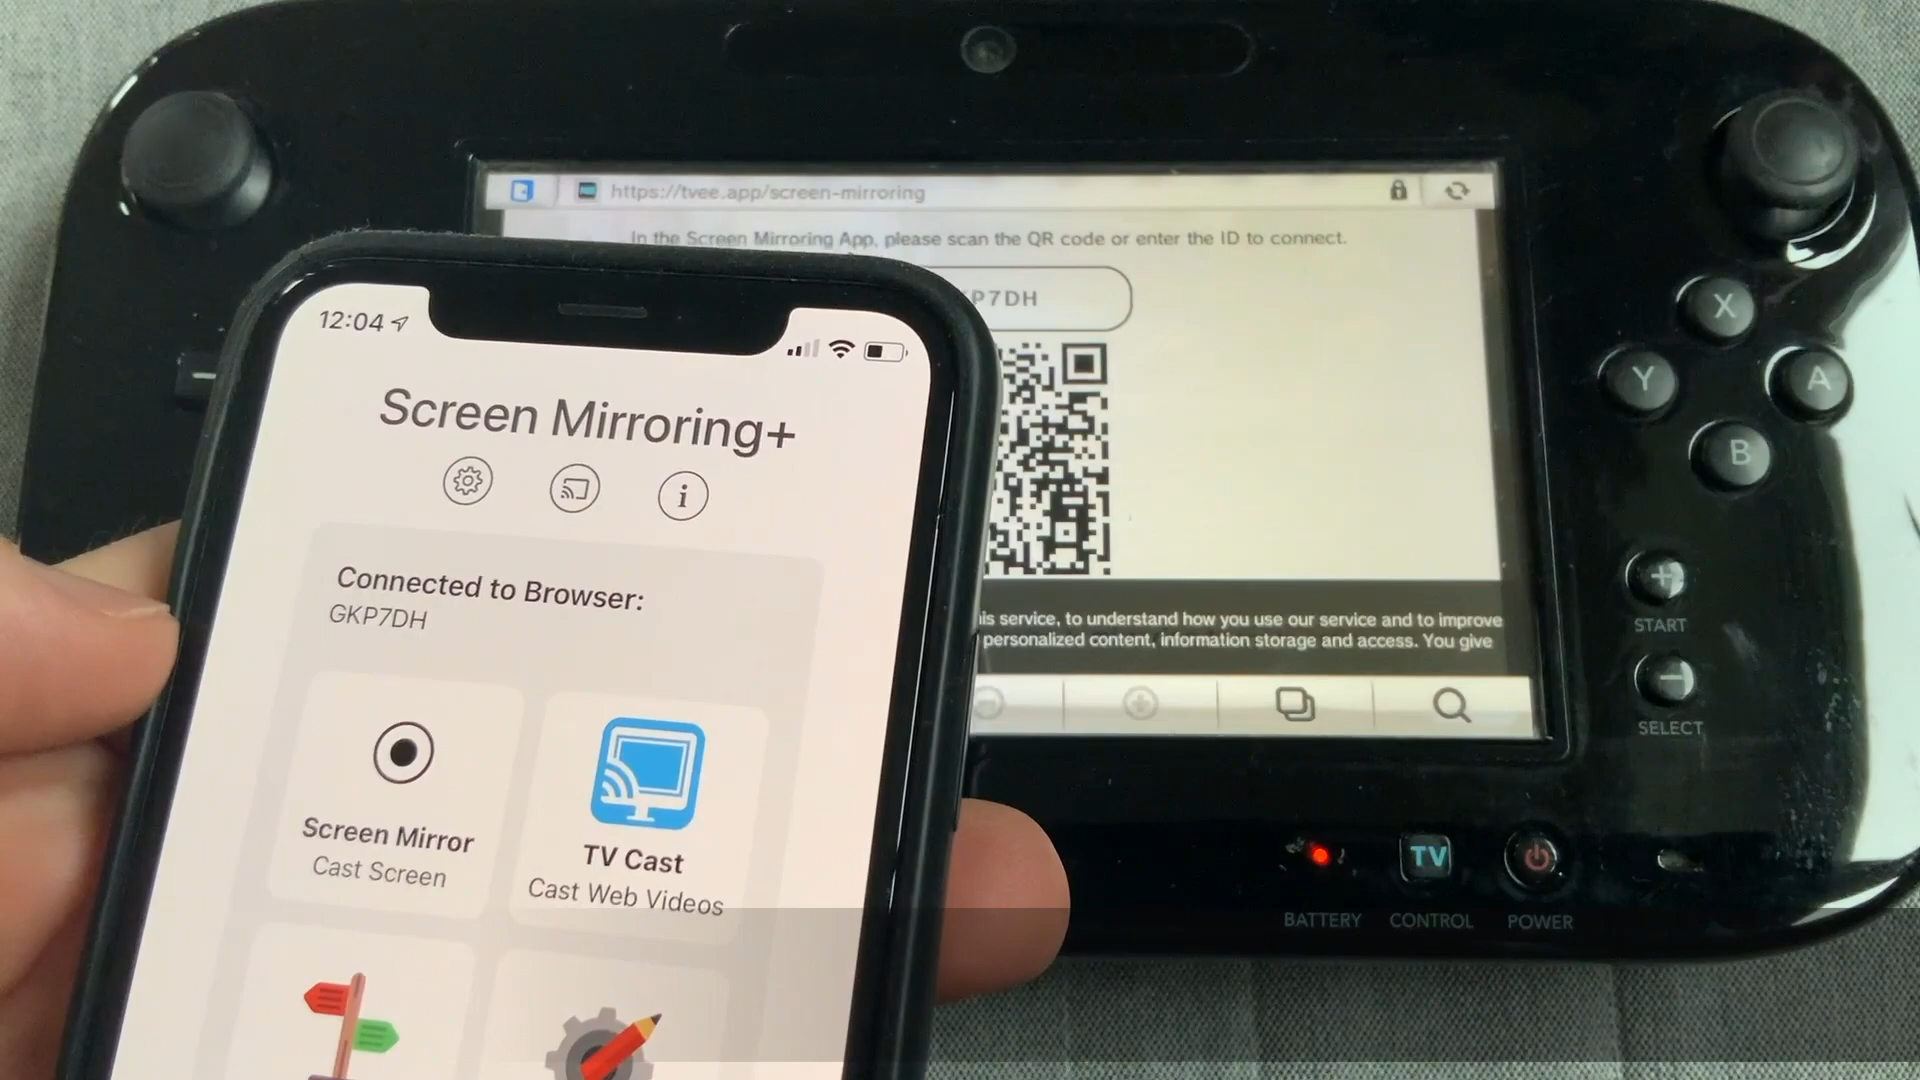 https://tvee.app/screen-mirroring
In the Screen Mirroring App, please scan the QR code or enter the ID to connect.
P7DH
12:04
Screen Mirroring+
i
Connected to Browser:
GKP7DH
Screen Mirror
Cast Screen
TV Cast
Cast Web Videos
service, to understand how you use our service and to improve
personalized content, information storage and access. You give
X
Y
A
B
START
SELECT
TV
BATTERY
CONTROL
POWER